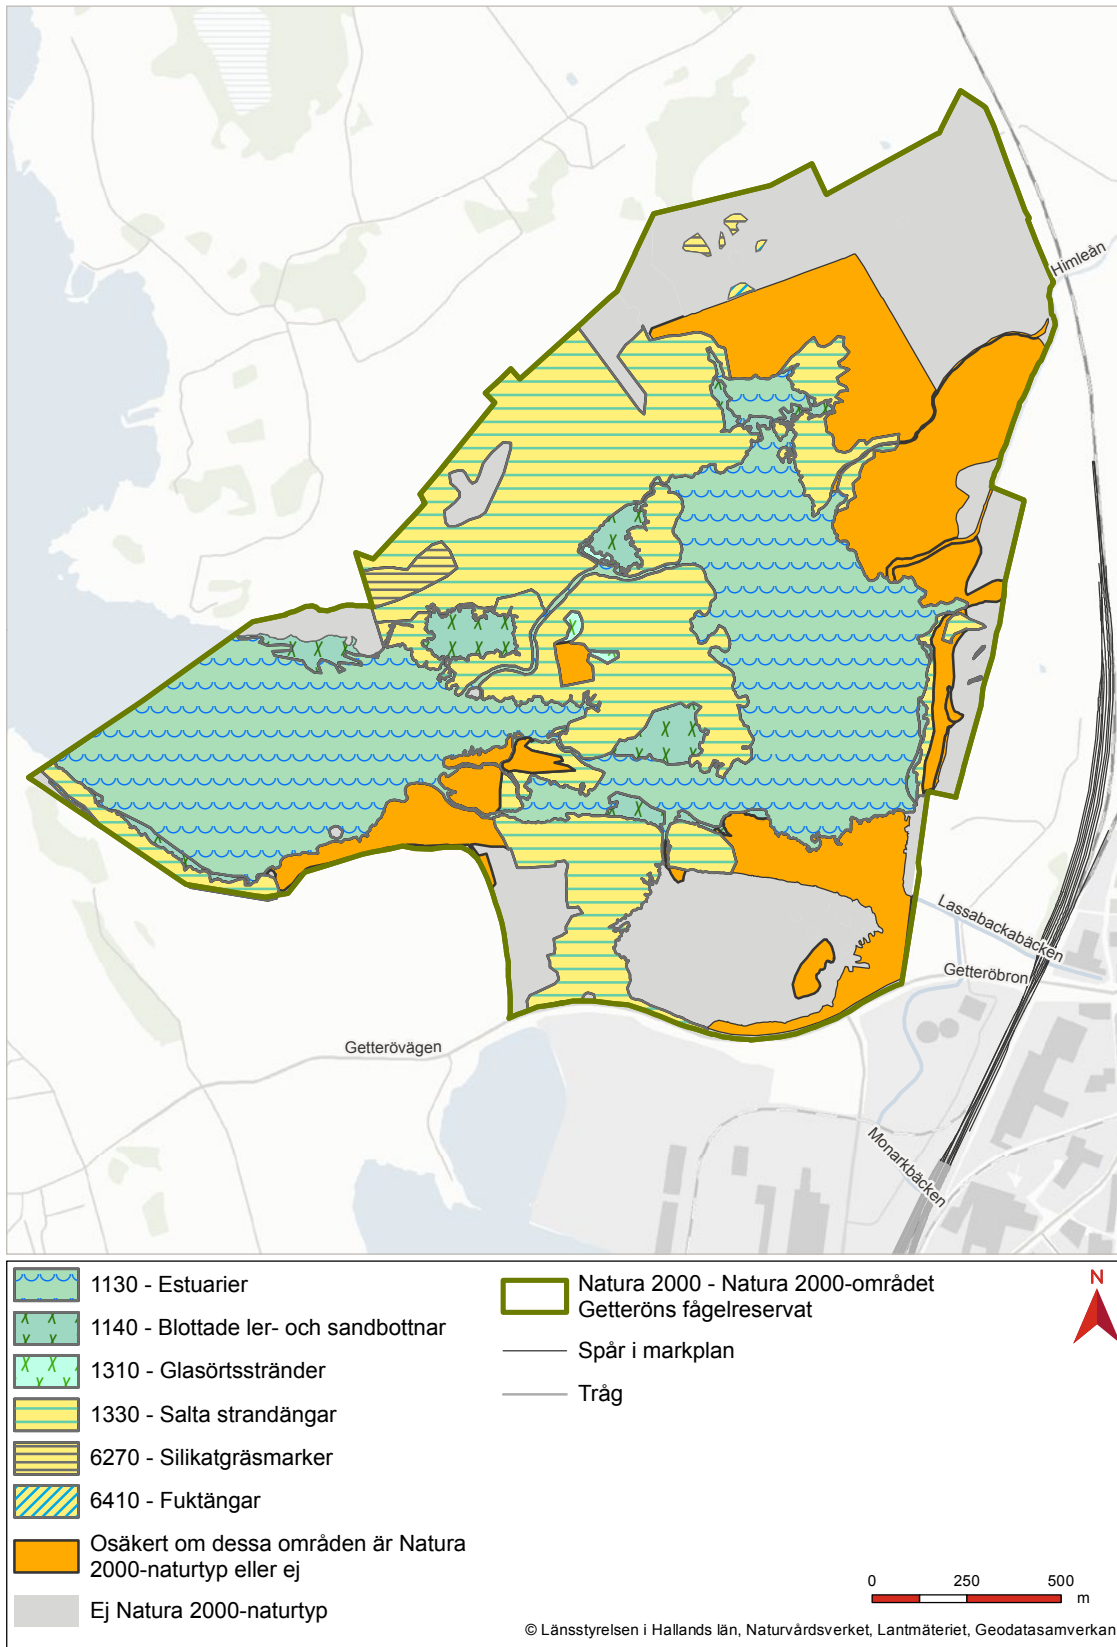 Himleån
Lassabackabäcken
Getteröbron
Getterövägen
Monarkbäcken
1130 - Estuarier
1140 - Blottade ler- och sandbottnar
1310 - Glasörtsstränder
1330 - Salta strandängar
6270 - Silikatgräsmarker
6410 - Fuktängar
Osäkert om dessa områden är Natura
2000-naturtyp eller ej
Ej Natura 2000-naturtyp
Natura 2000 - Natura 2000-området
Getteröns fågelreservat
Spår i markplan
Tråg
N
0 250 500
m
© Länsstyrelsen i Hallands län, Naturvårdsverket, Lantmäteriet, Geodatasamverkan